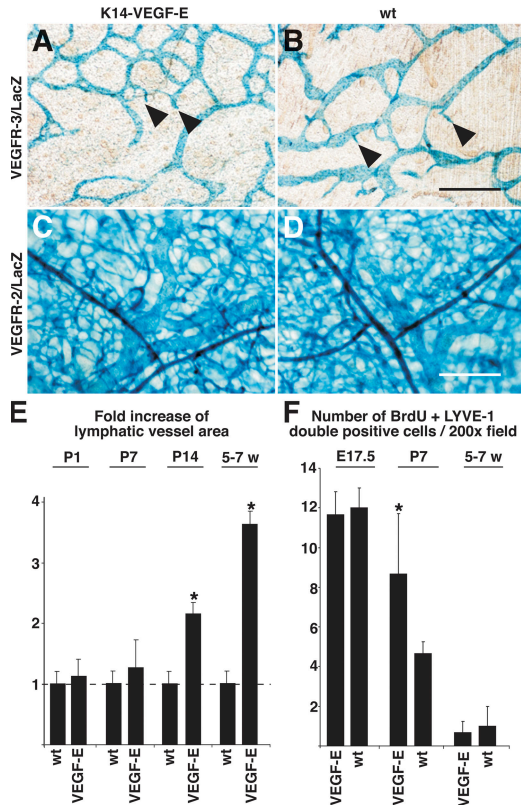 K14-VEGF-E wt
A B
VEGFR-3/LacZ
C D
VEGFR-2/LacZ
E Fold increase of
lymphatic vessel area
P1 P7 P14 5-7 w
4
3
2
1
* *
wt VEGF-E wt VEGF-E wt VEGF-E wt VEGF-E
F Number of BrdU + LYVE-1
double positive cells / 200x field
E17.5 P7 5-7 w
14
12
10
8
6
4
2
*
VEGF-E wt VEGF-E wt VEGF-E wt